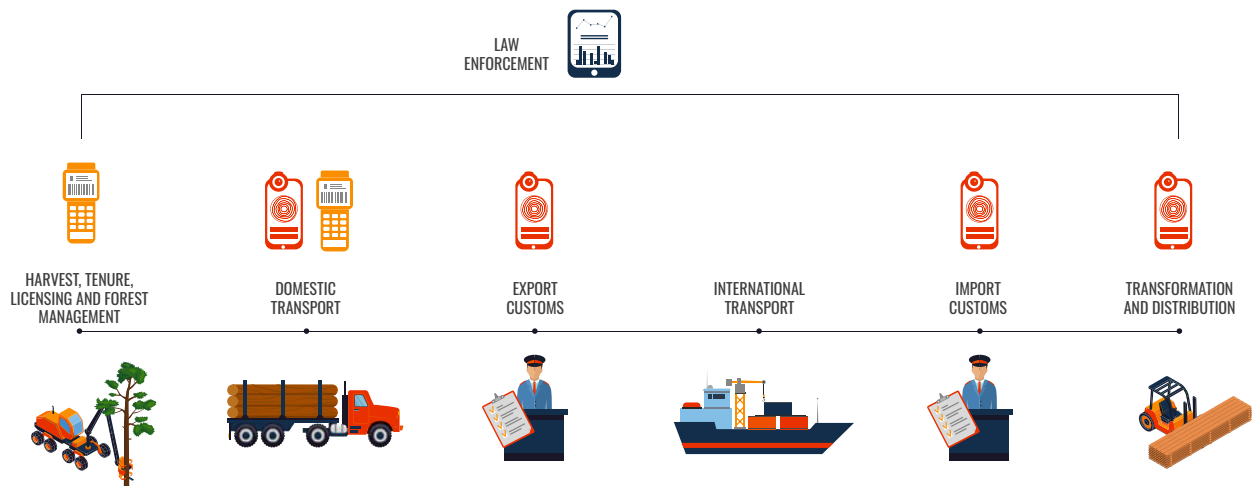 LAW
ENFORCEMENT
HARVEST, TENURE,
LICENSING AND FOREST
MANAGEMENT
DOMESTIC
TRANSPORT
EXPORT
CUSTOMS
INTERNATIONAL
TRANSPORT
IMPORT
CUSTOMS
TRANSFORMATION
AND DISTRIBUTION